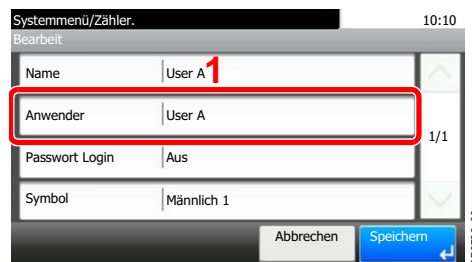 Systemmenü/Zähler. 10:10
Bearbeit
Name User A 1
Anwender User A
1/1
Passwort Login Aus
Symbol Männlich 1
Abbrechen Speichern